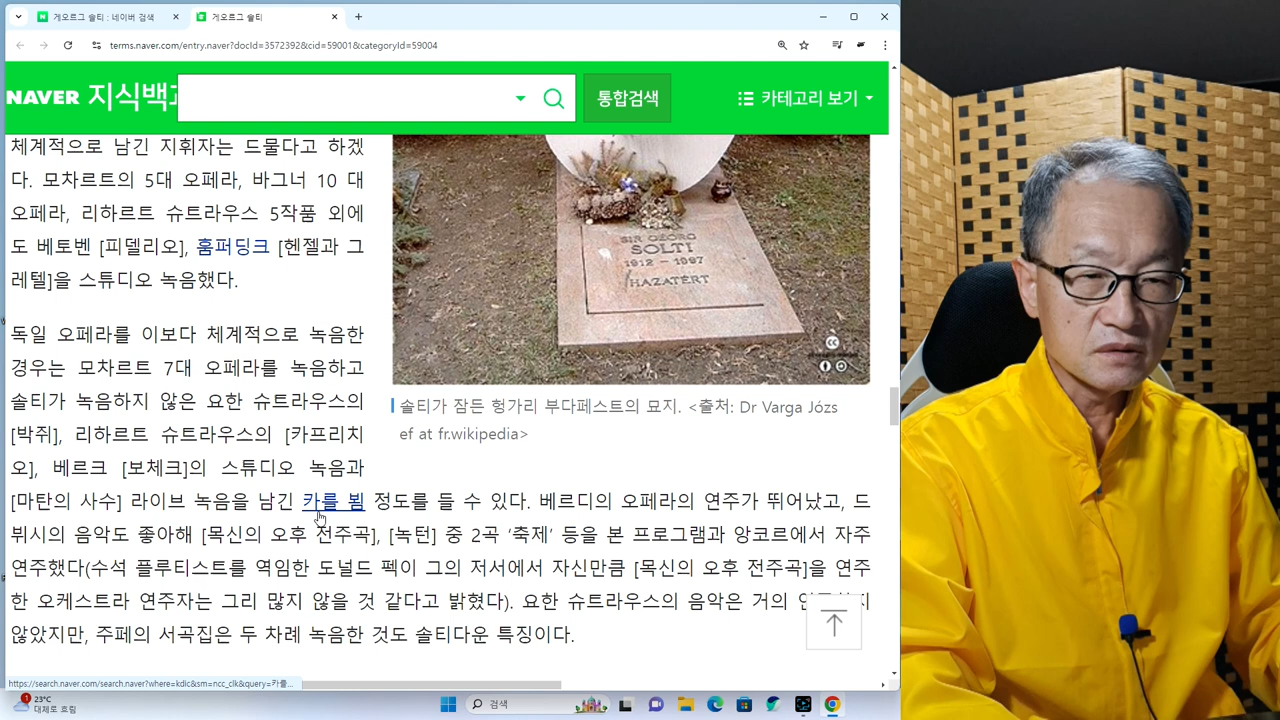 게오르그 솔티 : 네이버 검색
게오르그 솔티
terms.naver.com/entry.naver?docId=3572392&cid=59001&categoryId=59004
NAVER 지식백과
통합검색
카테고리 보기
체계적으로 남긴 지휘자는 드물다고 하겠
다. 모차르트의 5대 오페라, 바그너 10 대
오페라, 리하르트 슈트라우스 5작품 외에
도 베토벤 [피델리오], 훔퍼딩크 [헨젤과 그
레텔]을 스튜디오 녹음했다.
SIR GEORG
SOLTI
1912 – 1997
HAZATÉRT
독일 오페라를 이보다 체계적으로 녹음한
경우는 모차르트 7대 오페라를 녹음하고
솔티가 녹음하지 않은 요한 슈트라우스의
[박쥐], 리하르트 슈트라우스의 [카프리치
오], 베르크 [보체크]의 스튜디오 녹음과
솔티가 잠든 헝가리 부다페스트의 묘지. <출처: Dr Varga Józs
ef at fr.wikipedia>
[마탄의 사수] 라이브 녹음을 남긴 카를 뵘 정도를 들 수 있다. 베르디의 오페라의 연주가 뛰어났고, 드
뷔시의 음악도 좋아해 [목신의 오후 전주곡], [녹턴] 중 2곡 ‘축제’ 등을 본 프로그램과 앙코르에서 자주
연주했다(수석 플루티스트를 역임한 도널드 펙이 그의 저서에서 자신만큼 [목신의 오후 전주곡]을 연주
한 오케스트라 연주자는 그리 많지 않을 것 같다고 밝혔다). 요한 슈트라우스의 음악은 거의
않았지만, 주페의 서곡집은 두 차례 녹음한 것도 솔티다운 특징이다.
https://search.naver.com/search.naver?where=kdic&sm=ncc_clk&query=카를...
1
23°C
대체로 흐림
검색